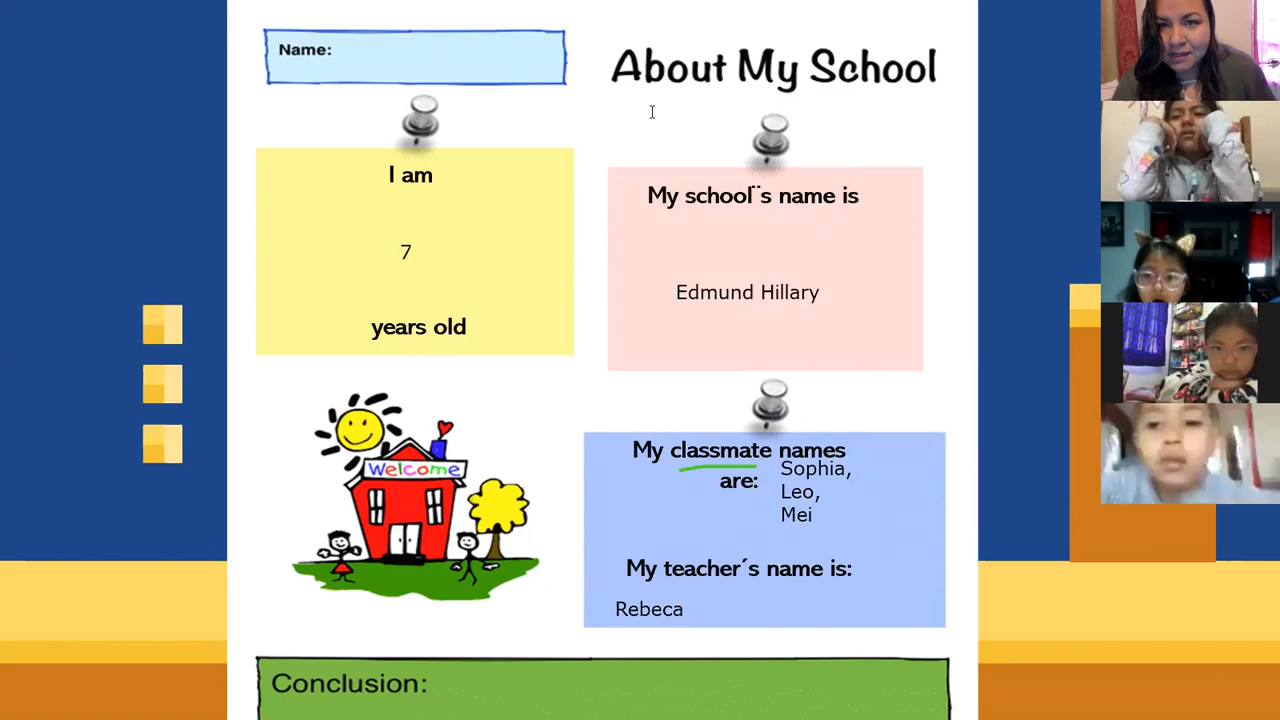 Name:
About My School
I am
7
years old
My school¨s name is
Edmund Hillary
Welcome
My classmate names
are:
Sophia,
Leo,
Mei
My teacher´s name is:
Rebeca
Conclusion: